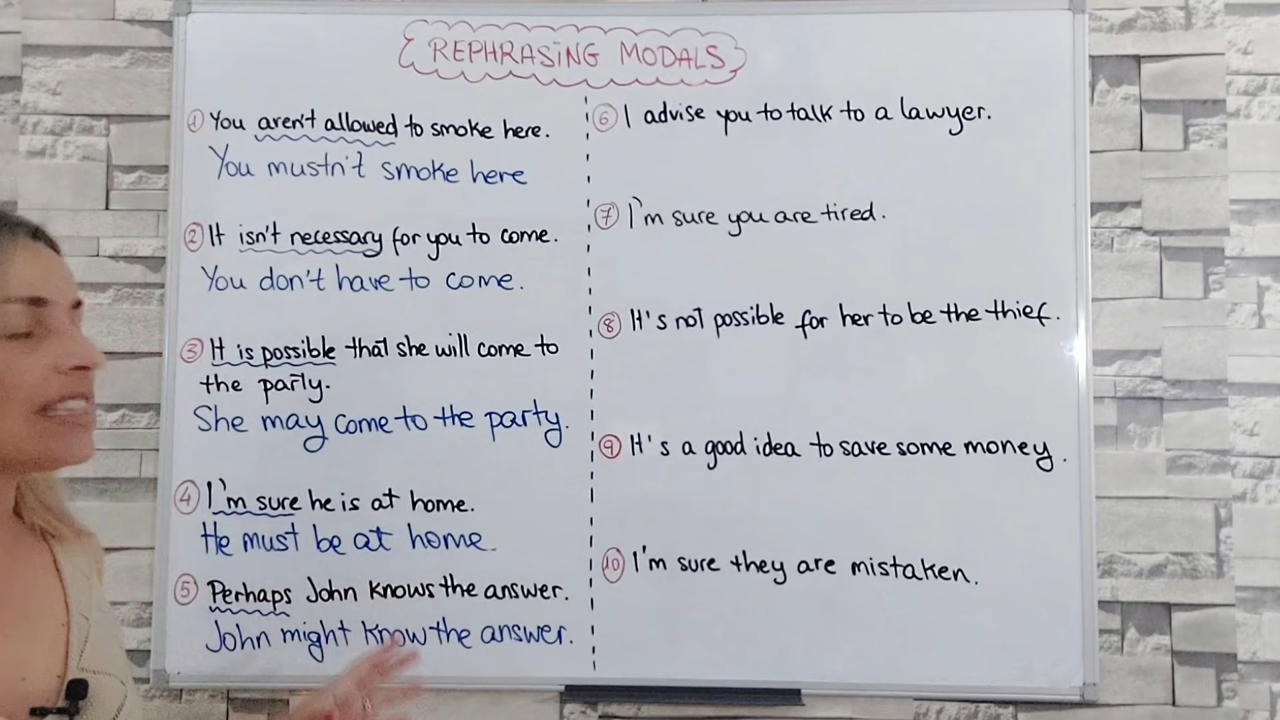 REPHRASING MODALS
1 You aren't allowed to smoke here.
You mustn't smoke here
2 It isn't necessary for you to come.
You don't have to come.
3 It is possible that she will come to
the party.
She may come to the party.
4 I'm sure he is at home.
He must be at home.
5 Perhaps John knows the answer.
John might know the answer.
6 I advise you to talk to a lawyer.
7 I'm sure you are tired.
8 It's not possible for her to be the thief.
9 It's a good idea to save some money.
10 I'm sure they are mistaken.